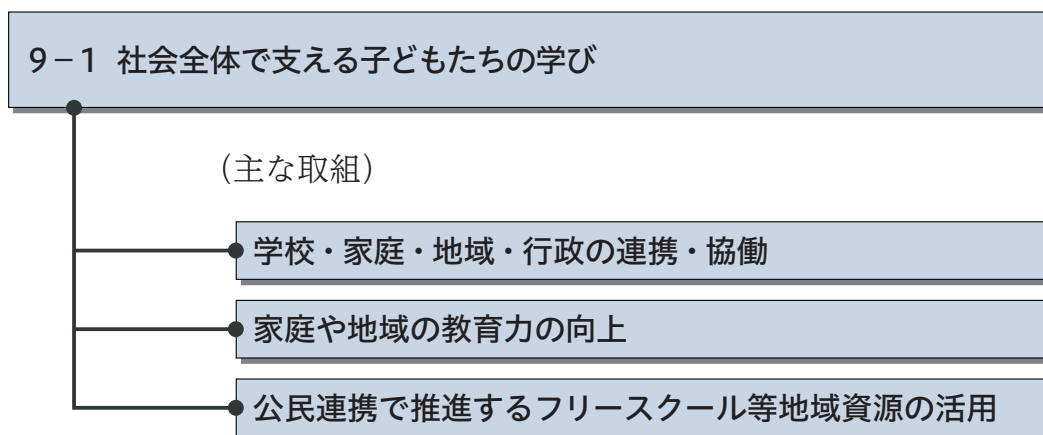 ９−１ 社会全体で支える子どもたちの学び
（主な取組）
学校・家庭・地域・行政の連携・協働
家庭や地域の教育力の向上
公民連携で推進するフリースクール等地域資源の活用